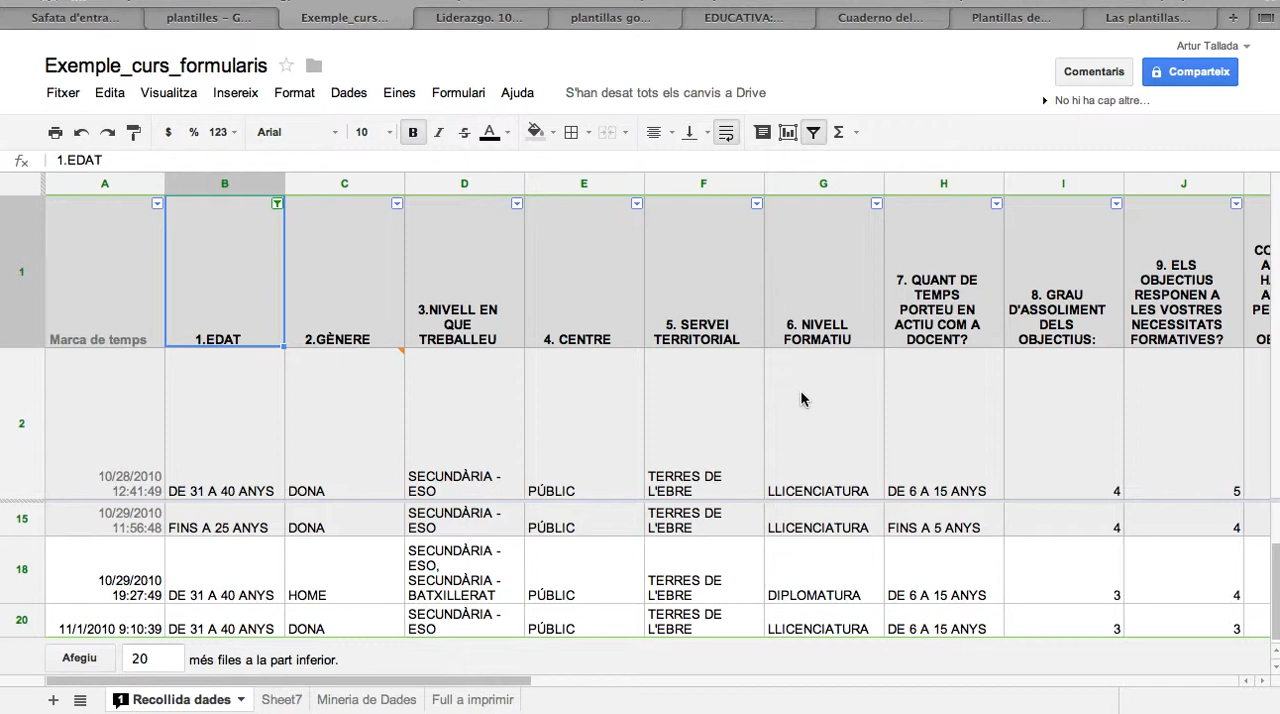 Safata d'entra...
plantilles – G...
Exemple_curs...
Liderazgo. 10...
plantillas go...
EDUCATIVA:...
Cuaderno del...
Plantillas de...
Las plantillas...
Artur Tallada
Exemple_curs_formularis
Comentaris
Comparteix
Fitxer Edita Visualitza Insereix Format Dades Eines Formulari Ajuda
S'han desat tots els canvis a Drive
No hi ha cap altre...
$ % 123 Arial 10 B I S A Σ
fx 1.EDAT
A B C D E F G H I J
1
Marca de temps
1.EDAT
2.GÈNERE
3.NIVELL EN
QUE
TREBALLEU
4. CENTRE
5. SERVEI
TERRITORIAL
6. NIVELL
FORMATIU
7. QUANT DE
TEMPS
PORTEU EN
ACTIU COM A
DOCENT?
8. GRAU
D'ASSOLIMENT
DELS
OBJECTIUS:
9. ELS
OBJECTIUS
RESPONEN A
LES VOSTRES
NECESSITATS
FORMATIVES?
2
10/28/2010
12:41:49
DE 31 A 40 ANYS
DONA
SECUNDÀRIA -
ESO
PÚBLIC
TERRES DE
L'EBRE
LLICENCIATURA
DE 6 A 15 ANYS
4
5
15
10/29/2010
11:56:48
FINS A 25 ANYS
DONA
SECUNDÀRIA -
ESO
PÚBLIC
TERRES DE
L'EBRE
LLICENCIATURA
FINS A 5 ANYS
4
4
18
10/29/2010
19:27:49
DE 31 A 40 ANYS
HOME
SECUNDÀRIA -
ESO,
SECUNDÀRIA -
BATXILLERAT
PÚBLIC
TERRES DE
L'EBRE
DIPLOMATURA
DE 6 A 15 ANYS
3
4
20
11/1/2010 9:10:39
DE 31 A 40 ANYS
DONA
SECUNDÀRIA -
ESO
PÚBLIC
TERRES DE
L'EBRE
LLICENCIATURA
DE 6 A 15 ANYS
3
3
Afegiu 20 més files a la part inferior.
1 Recollida dades Sheet7 Mineria de Dades Full a imprimir